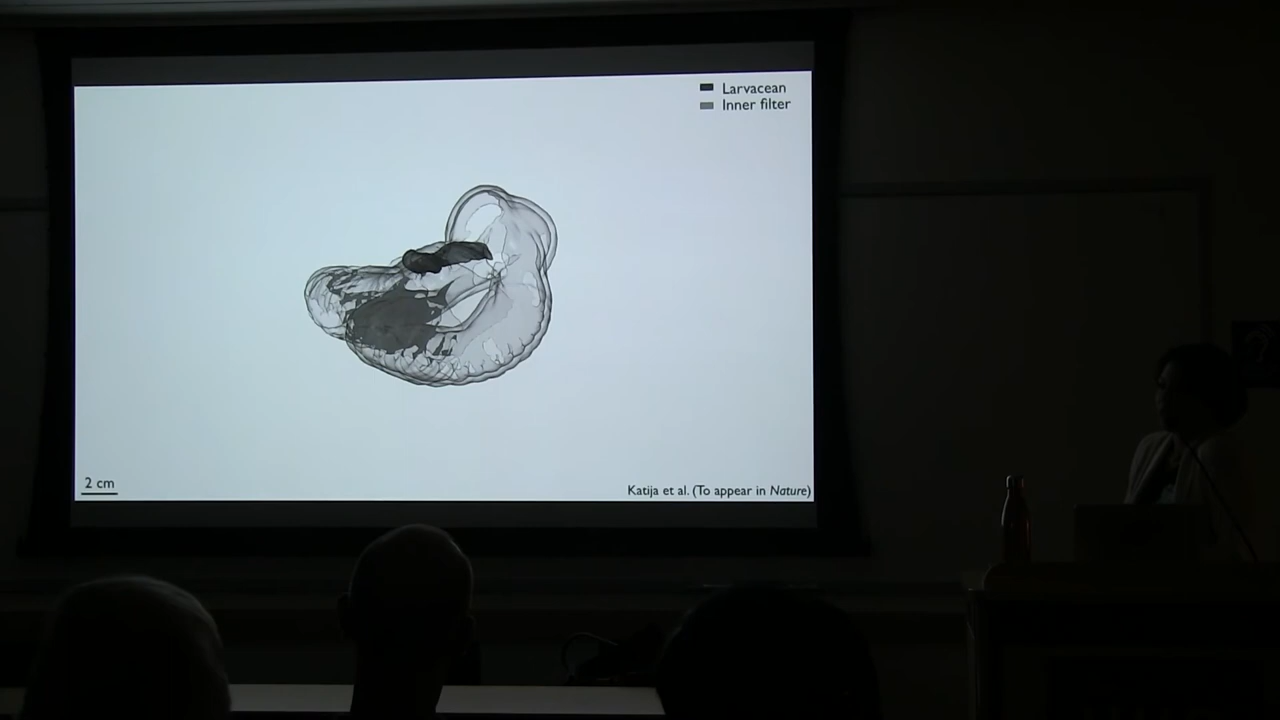 Larvacean
Inner filter
2 cm
Katija et al. (To appear in Nature)